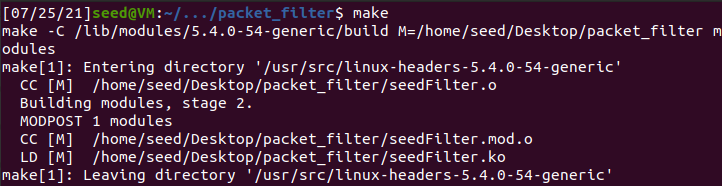 [07/25/21]seed@VM:~/.../packet_filter$ make
make -C /lib/modules/5.4.0-54-generic/build M=/home/seed/Desktop/packet_filter m
odules
make[1]: Entering directory '/usr/src/linux-headers-5.4.0-54-generic'
  CC [M]  /home/seed/Desktop/packet_filter/seedFilter.o
  Building modules, stage 2.
  MODPOST 1 modules
  CC [M]  /home/seed/Desktop/packet_filter/seedFilter.mod.o
  LD [M]  /home/seed/Desktop/packet_filter/seedFilter.ko
make[1]: Leaving directory '/usr/src/linux-headers-5.4.0-54-generic'